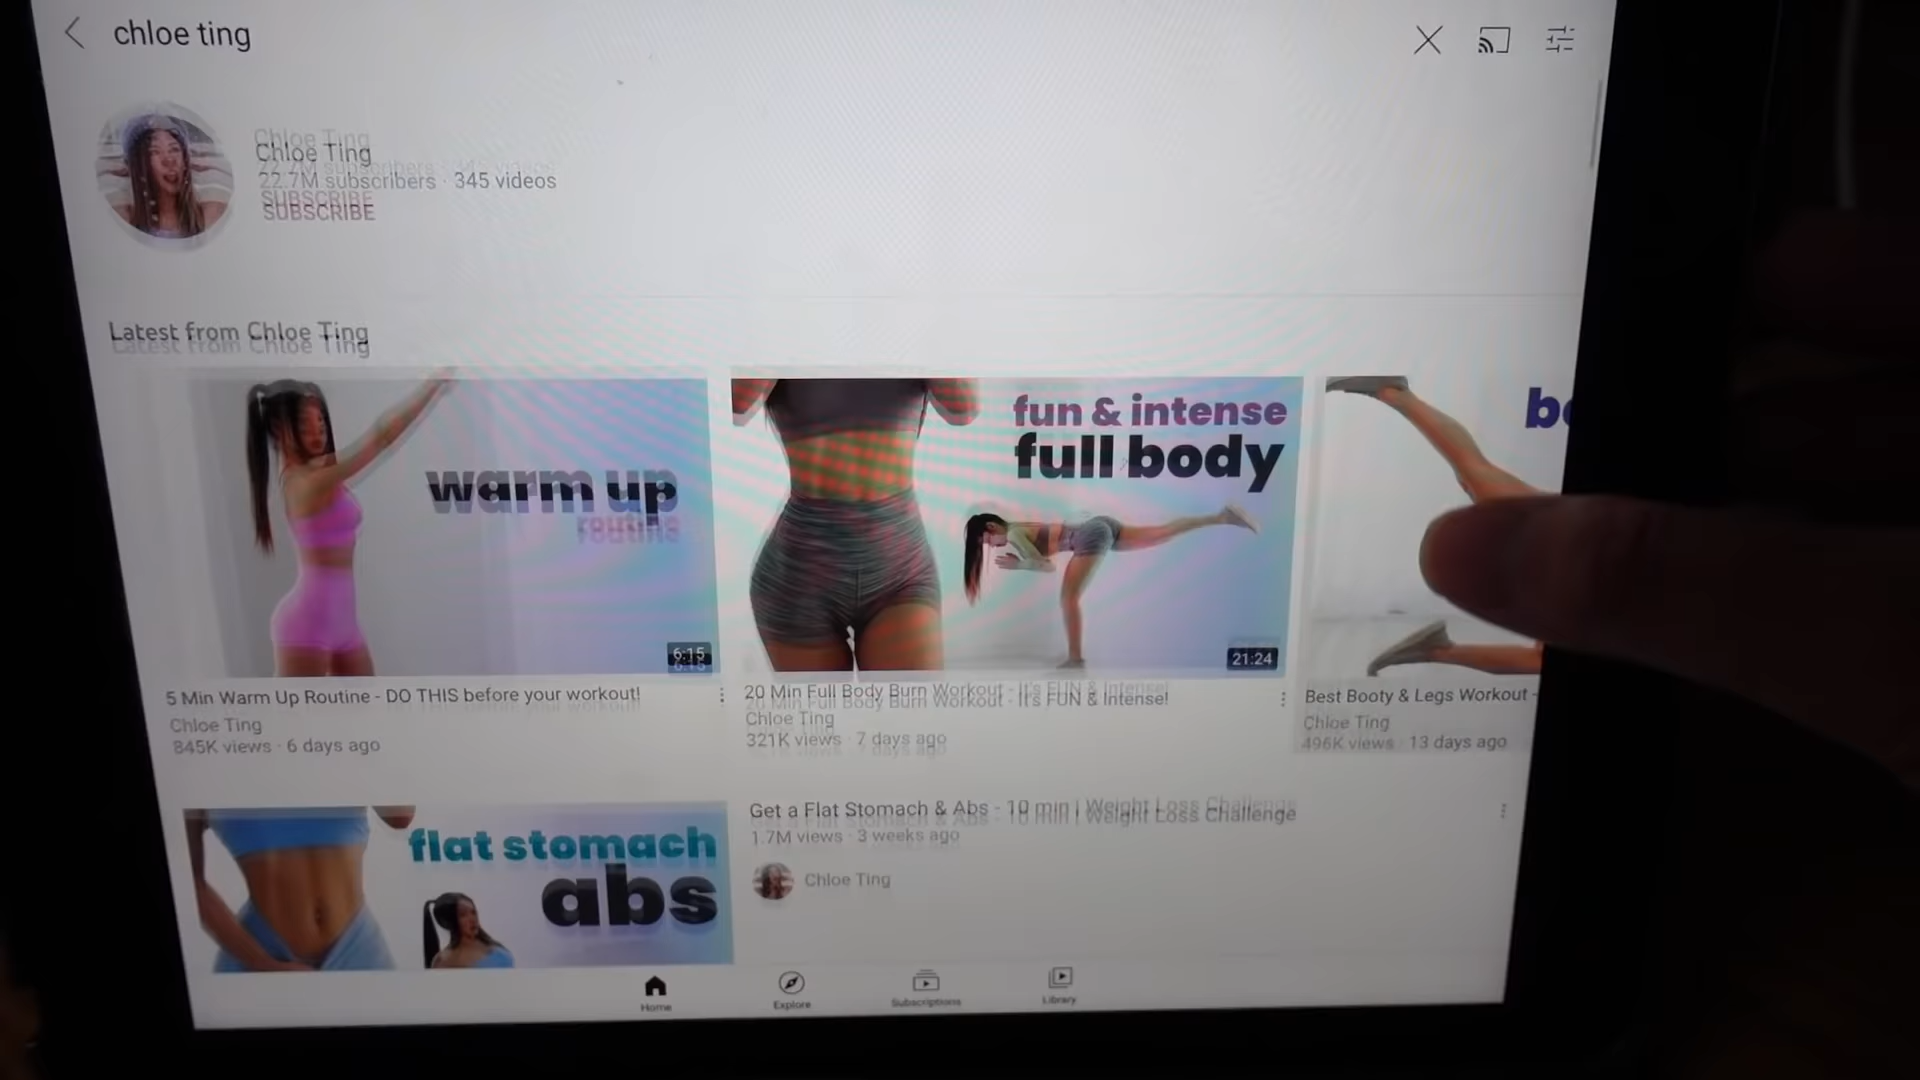 chloe ting
Chloe Ting
22.7M subscribers · 345 videos
SUBSCRIBE
Latest from Chloe Ting
warm up
routine
6:15
fun & intense
full body
21:24
5 Min Warm Up Routine - DO THIS before your workout!
Chloe Ting
845K views · 6 days ago
20 Min Full Body Burn Workout - It's FUN & Intense!
Chloe Ting
321K views · 7 days ago
Best Booty & Legs Workout -
Chloe Ting
496K views · 13 days ago
flat stomach
abs
Get a Flat Stomach & Abs - 10 min | Weight Loss Challenge
1.7M views · 3 weeks ago
Chloe Ting
Home
Explore
Subscriptions
Library